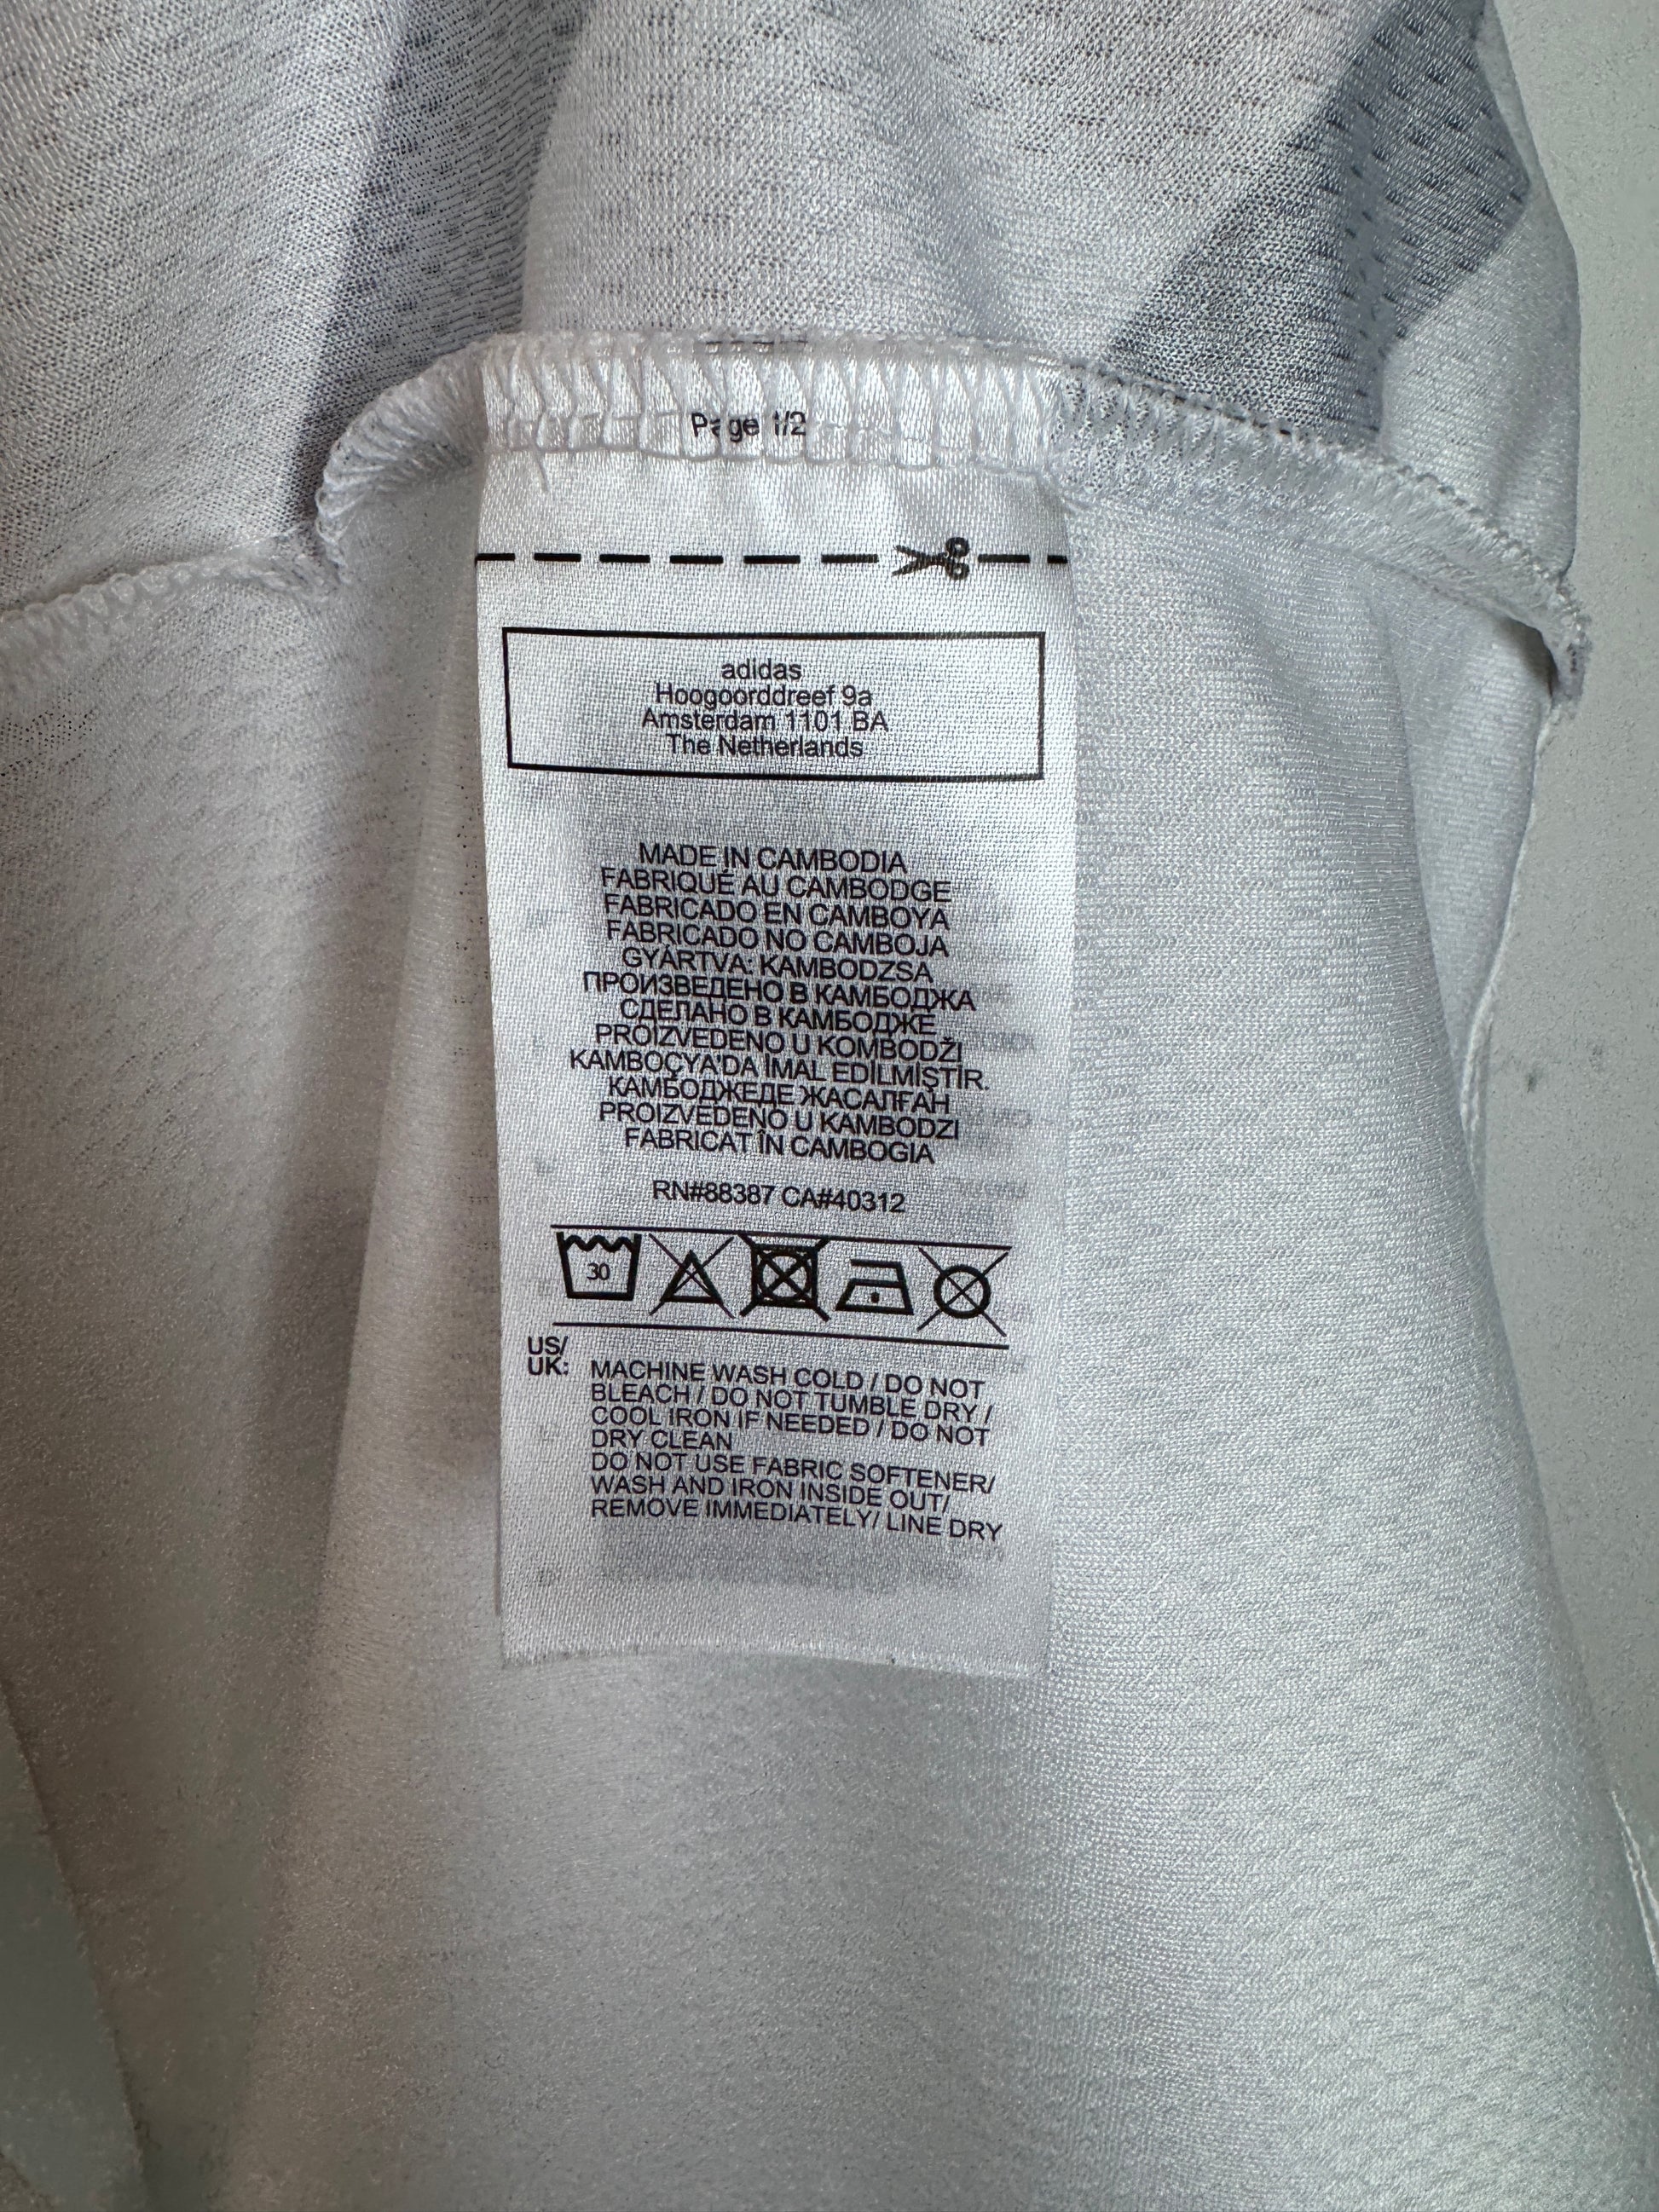 Page 1/2
adidas
Hoogoorddreef 9a
Amsterdam 1101 BA
The Netherlands
MADE IN CAMBODIA
FABRIQUÉ AU CAMBODGE
FABRICADO EN CAMBOYA
FABRICADO NO CAMBOJA
GYÁRTVA: KAMBODZSA
ПРОИЗВЕДЕНО В КАМБОДЖА
СДЕЛАНО В КАМБОДЖЕ
PROIZVEDENO U KOMBODŽI
KAMBOÇYA'DA İMAL EDİLMİŞTİR.
КАМБОДЖЕДЕ ЖАСАЛҒАН
PROIZVEDENO U KAMBODZI
FABRICAT ÎN CAMBOGIA
RN#88387 CA#40312
30
US/
UK: MACHINE WASH COLD / DO NOT
BLEACH / DO NOT TUMBLE DRY /
COOL IRON IF NEEDED / DO NOT
DRY CLEAN
DO NOT USE FABRIC SOFTENER/
WASH AND IRON INSIDE OUT/
REMOVE IMMEDIATELY/ LINE DRY